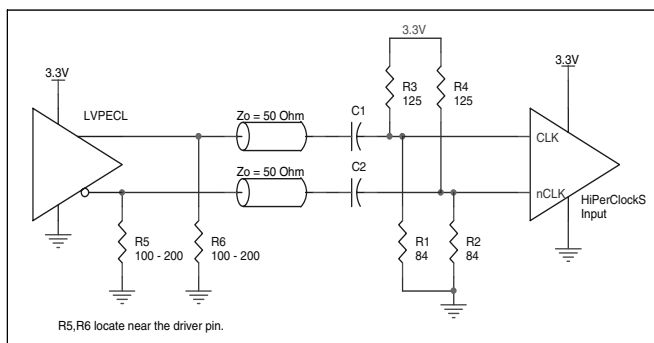 3.3V
3.3V
3.3V
R3
125
R4
125
LVPECL
Zo = 50 Ohm
C1
CLK
Zo = 50 Ohm
C2
nCLK
HiPerClockS
Input
R5
100 - 200
R6
100 - 200
R1
84
R2
84
R5,R6 locate near the driver pin.